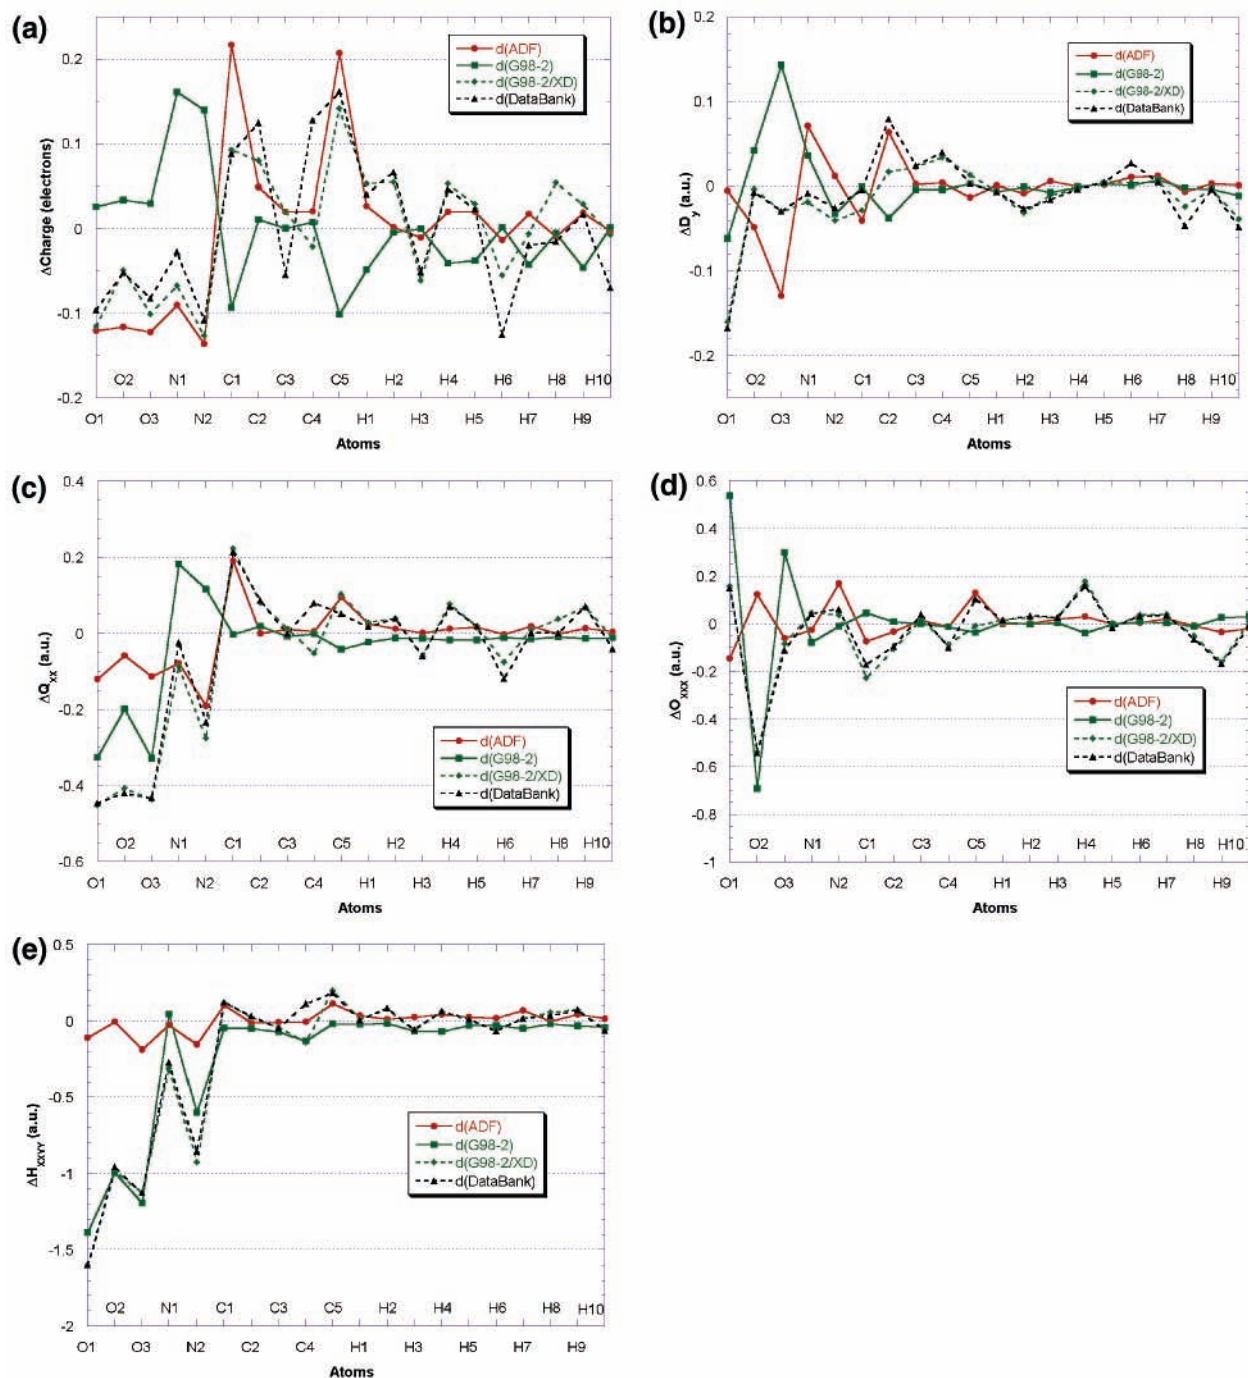 (a)
0.2
0.1
0
-0.1
-0.2
ΔCharge (electrons)
d(ADF)
d(G98-2)
d(G98-2/XD)
d(DataBank)
O2 N1 C1 C3 C5 H2 H4 H6 H8 H10
O1 O3 N2 C2 C4 H1 H3 H5 H7 H9
Atoms
(b)
0.2
0.1
0
-0.1
-0.2
ΔDy (a.u.)
d(ADF)
d(G98-2)
d(G98-2/XD)
d(DataBank)
O2 N1 C1 C3 C5 H2 H4 H6 H8 H10
O1 O3 N2 C2 C4 H1 H3 H5 H7 H9
Atoms
(c)
0.4
0.2
0
-0.2
-0.4
-0.6
ΔQxx (a.u.)
d(ADF)
d(G98-2)
d(G98-2/XD)
d(DataBank)
O2 N1 C1 C3 C5 H2 H4 H6 H8 H10
O1 O3 N2 C2 C4 H1 H3 H5 H7 H9
Atoms
(d)
0.6
0.4
0.2
0
-0.2
-0.4
-0.6
-0.8
-1
ΔOxxx (a.u.)
d(ADF)
d(G98-2)
d(G98-2/XD)
d(DataBank)
O2 N1 C1 C3 C5 H2 H4 H6 H8 H10
O1 O3 N2 C2 C4 H1 H3 H5 H7 H9
Atoms
(e)
0.5
0
-0.5
-1
-1.5
-2
ΔHxxyy (a.u.)
d(ADF)
d(G98-2)
d(G98-2/XD)
d(DataBank)
O2 N1 C1 C3 C5 H2 H4 H6 H8 H10
O1 O3 N2 C2 C4 H1 H3 H5 H7 H9
Atoms